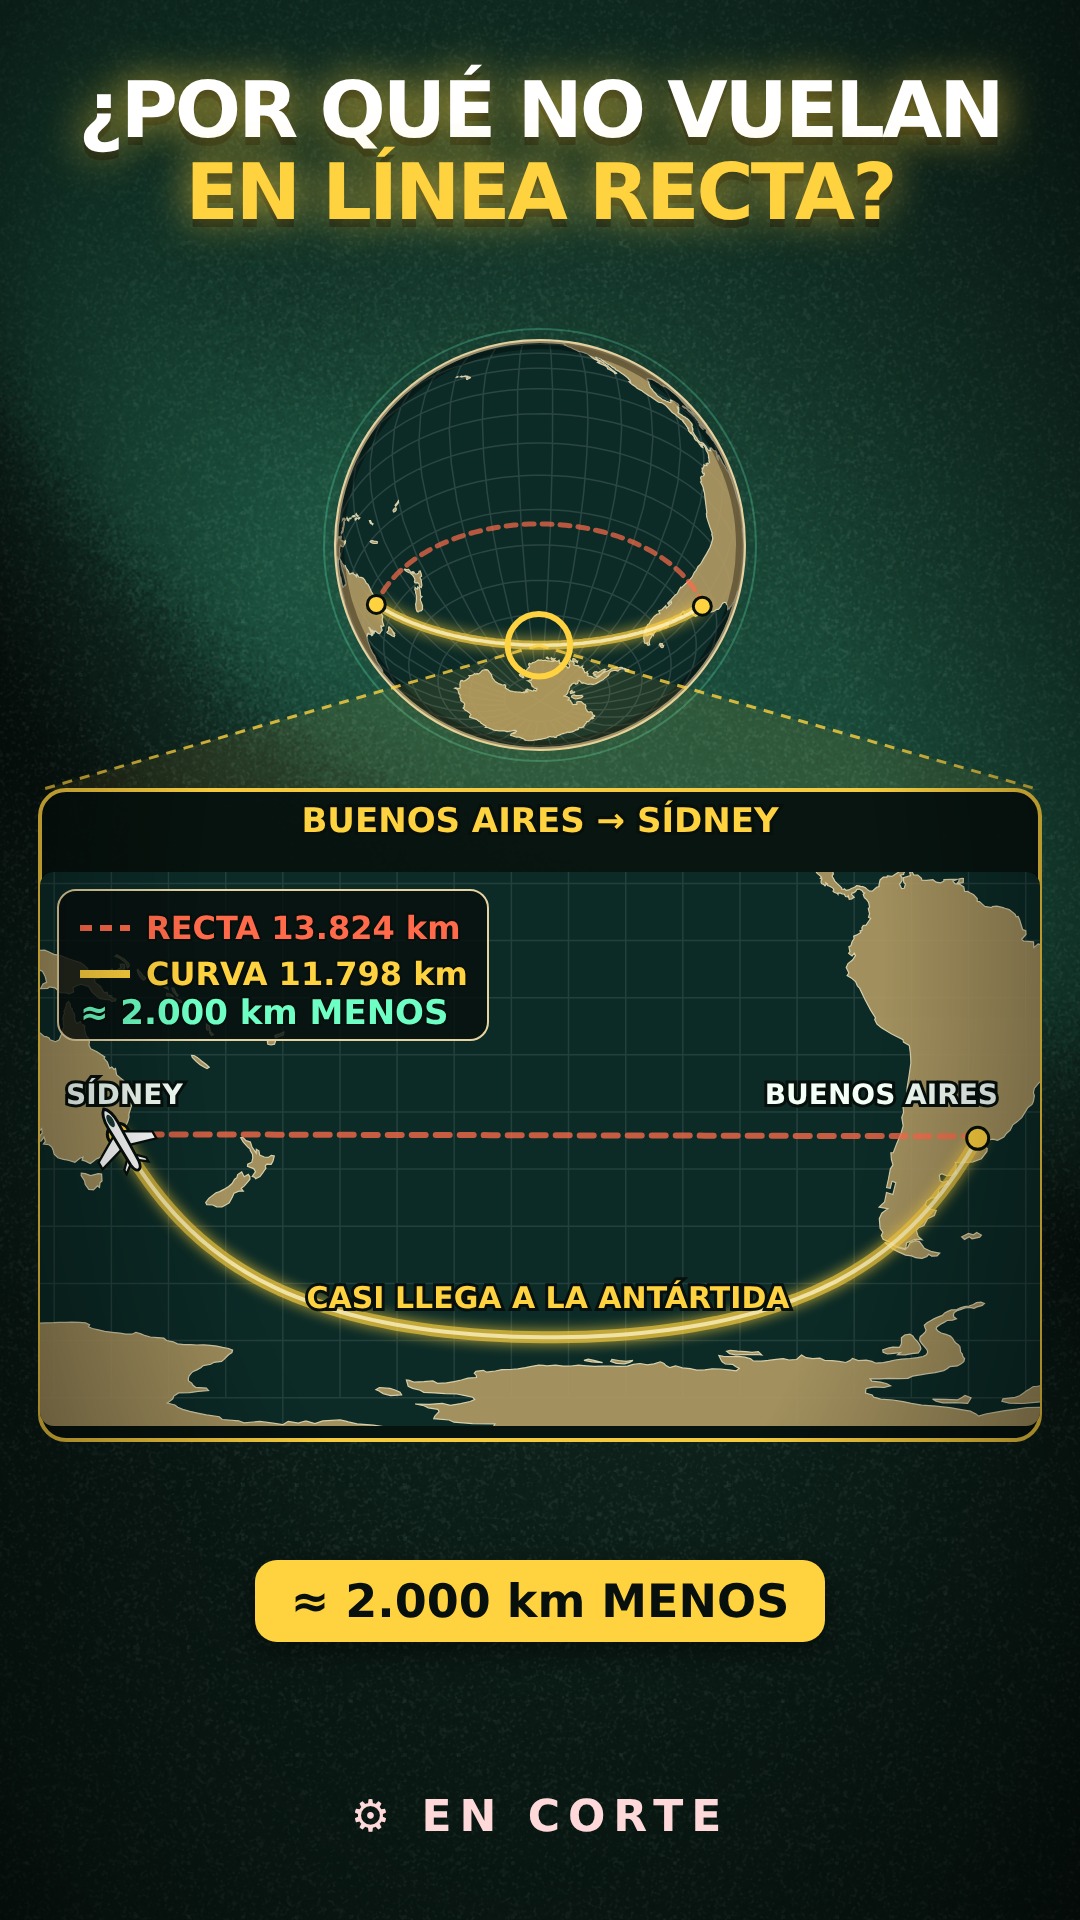 ¿POR QUÉ NO VUELAN
EN LÍNEA RECTA?
BUENOS AIRES → SÍDNEY
RECTA 13.824 km
CURVA 11.798 km
≈ 2.000 km MENOS
SÍDNEY
BUENOS AIRES
CASI LLEGA A LA ANTÁRTIDA
≈ 2.000 km MENOS
⚙ EN CORTE